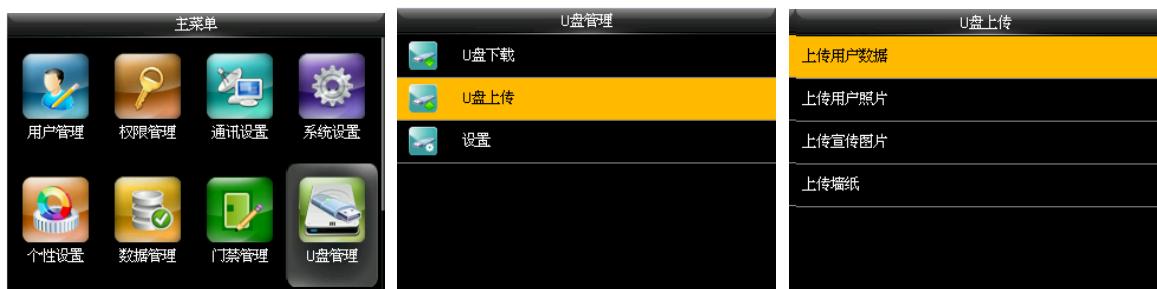 主菜单
用户管理 权限管理 通讯设置 系统设置
个性设置 数据管理 门禁管理 U盘管理
U盘管理
U盘下载
U盘上传
设置
U盘上传
上传用户数据
上传用户照片
上传宣传图片
上传墙纸